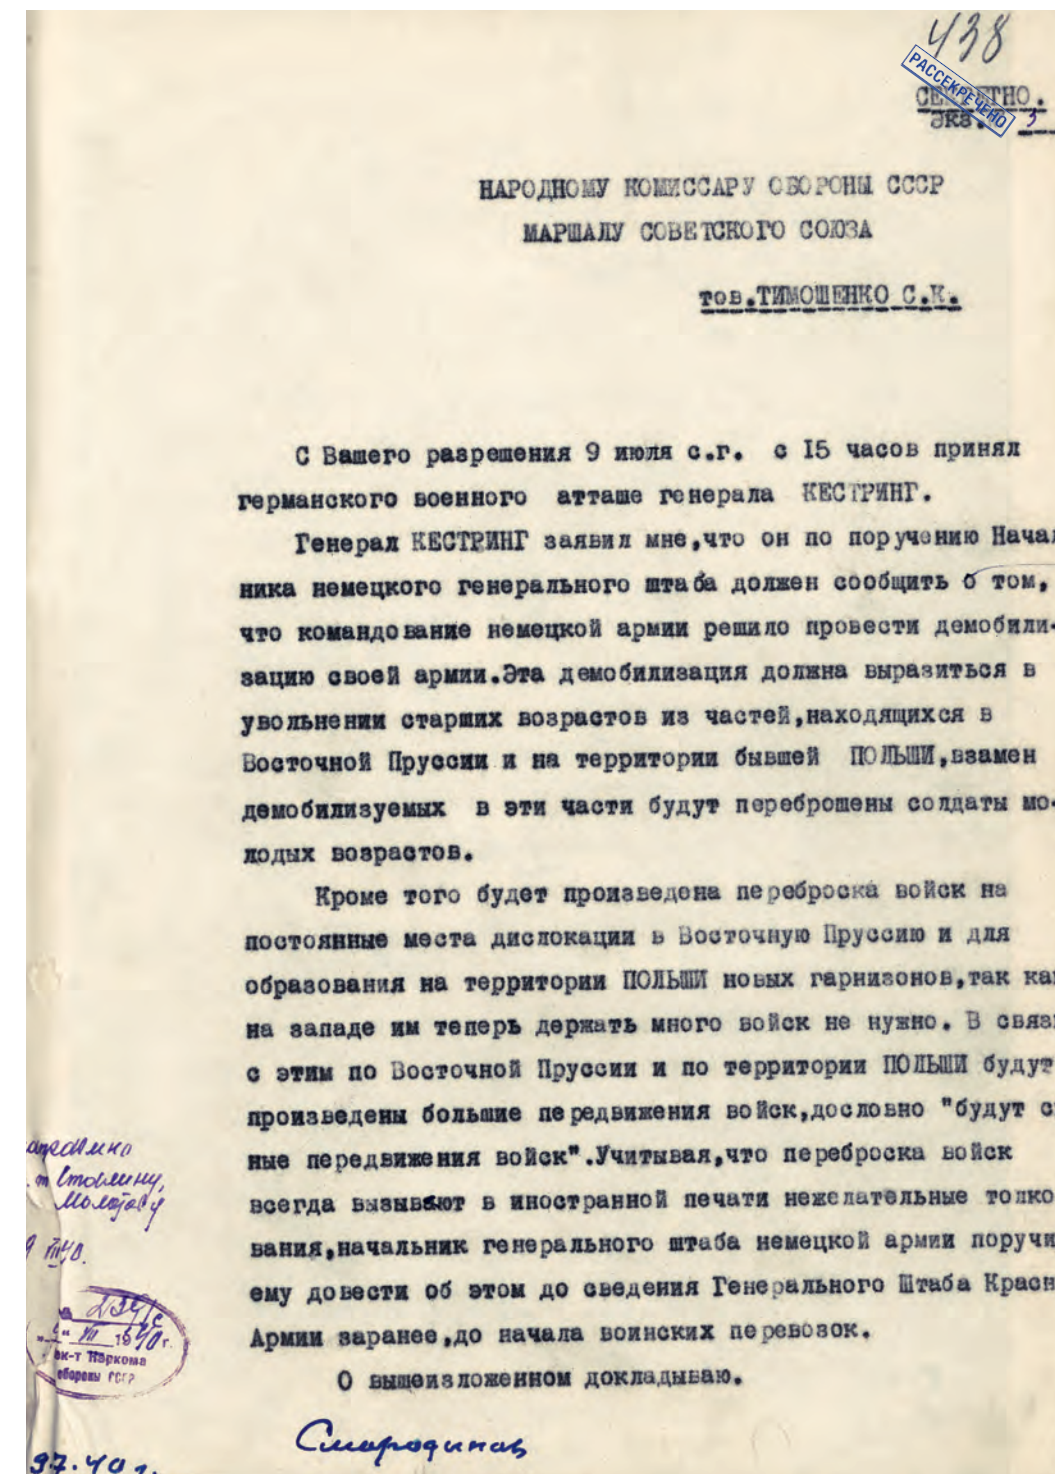 438
РАССЕКРЕЧЕНО
СЕКРЕТНО.
Экз. 3
НАРОДНОМУ КОМИССАРУ ОБОРОНЫ СССР
МАРШАЛУ СОВЕТСКОГО СОЮЗА
тов.ТИМОШЕНКО С.К.
С Вашего разрешения 9 июля с.г. с 15 часов принял
германского военного атташе генерала КЕСТРИНГ.
Генерал КЕСТРИНГ заявил мне,что он по поручению Начал
ника немецкого генерального штаба должен сообщить о том,
что командование немецкой армии решило провести демобили-
зацию своей армии.Эта демобилизация должна выразиться в
увольнении старших возрастов из частей,находящихся в
Восточной Пруссии и на территории бывшей ПОЛЬШИ,взамен
демобилизуемых в эти части будут переброшены солдаты мо-
лодых возрастов.
Кроме того будет произведена переброска войск на
постоянные места дислокации в Восточную Пруссию и для
образования на территории ПОЛЬШИ новых гарнизонов,так как
на западе им теперь держать много войск не нужно. В связи
с этим по Восточной Пруссии и по территории ПОЛЬШИ будут
произведены большие передвижения войск,дословно "будут с
ные передвижения войск".Учитывая,что переброска войск
всегда вызывают в иностранной печати нежелательные толко
вания,начальник генерального штаба немецкой армии поручи
ему довести об этом до сведения Генерального Штаба Красн
Армии заранее,до начала воинских перевозок.
О вышеизложенном докладываю.
Смородинов
Сталину,
Молотову
1940г.
Наркома
обороны СССР
97.40 г.